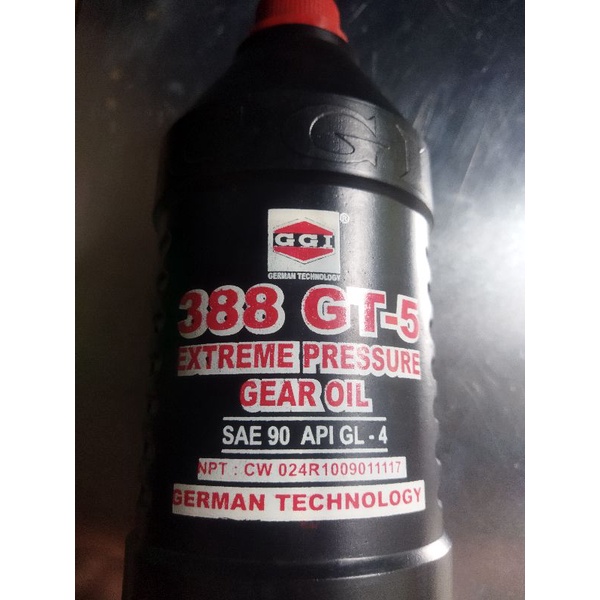 GGI
GGI ®
GERMAN TECHNOLOGY
388 GT-5
EXTREME PRESSURE
GEAR OIL
SAE 90 API GL - 4
NPT : CW 024R1009011117
GERMAN TECHNOLOGY